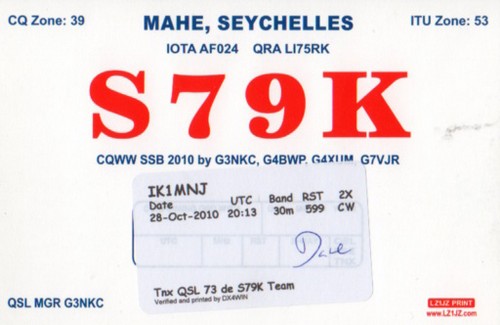 CQ Zone: 39 MAHE, SEYCHELLES ITU Zone: 53
IOTA AF024 QRA LI75RK
S79K
CQWW SSB 2010 by G3NKC, G4BWP, G4XUM, G7VJR
IK1MNJ
Date UTC Band RST 2X
28-Oct-2010 20:13 30m 599 CW
Dave
Tnx QSL 73 de S79K Team
Verified and printed by DX4WIN
QSL MGR G3NKC
LZ1JZ PRINT
www.LZ1JZ.com